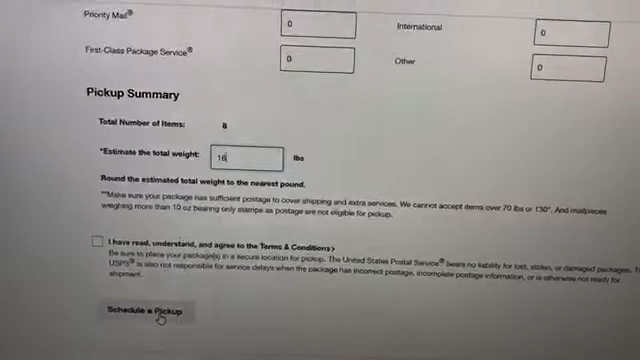 Priority Mail® 0 International 0
First-Class Package Service® 0 Other 0
Pickup Summary
Total Number of Items: 8
*Estimate the total weight: 16 lbs
Round the estimated total weight to the nearest pound.
**Make sure your package has sufficient postage to cover shipping and extra services. We cannot accept items over 70 lbs or 130". And mailpieces
weighing more than 10 oz bearing only stamps as postage are not eligible for pickup.
I have read, understand, and agree to the Terms & Conditions>
Be sure to place your package(s) in a secure location for pickup. The United States Postal Service® bears no liability for lost, stolen, or damaged packages.
USPS® is also not responsible for service delays when the package has incorrect postage, incomplete postage information, or is otherwise not ready for
shipment.
Schedule a Pickup